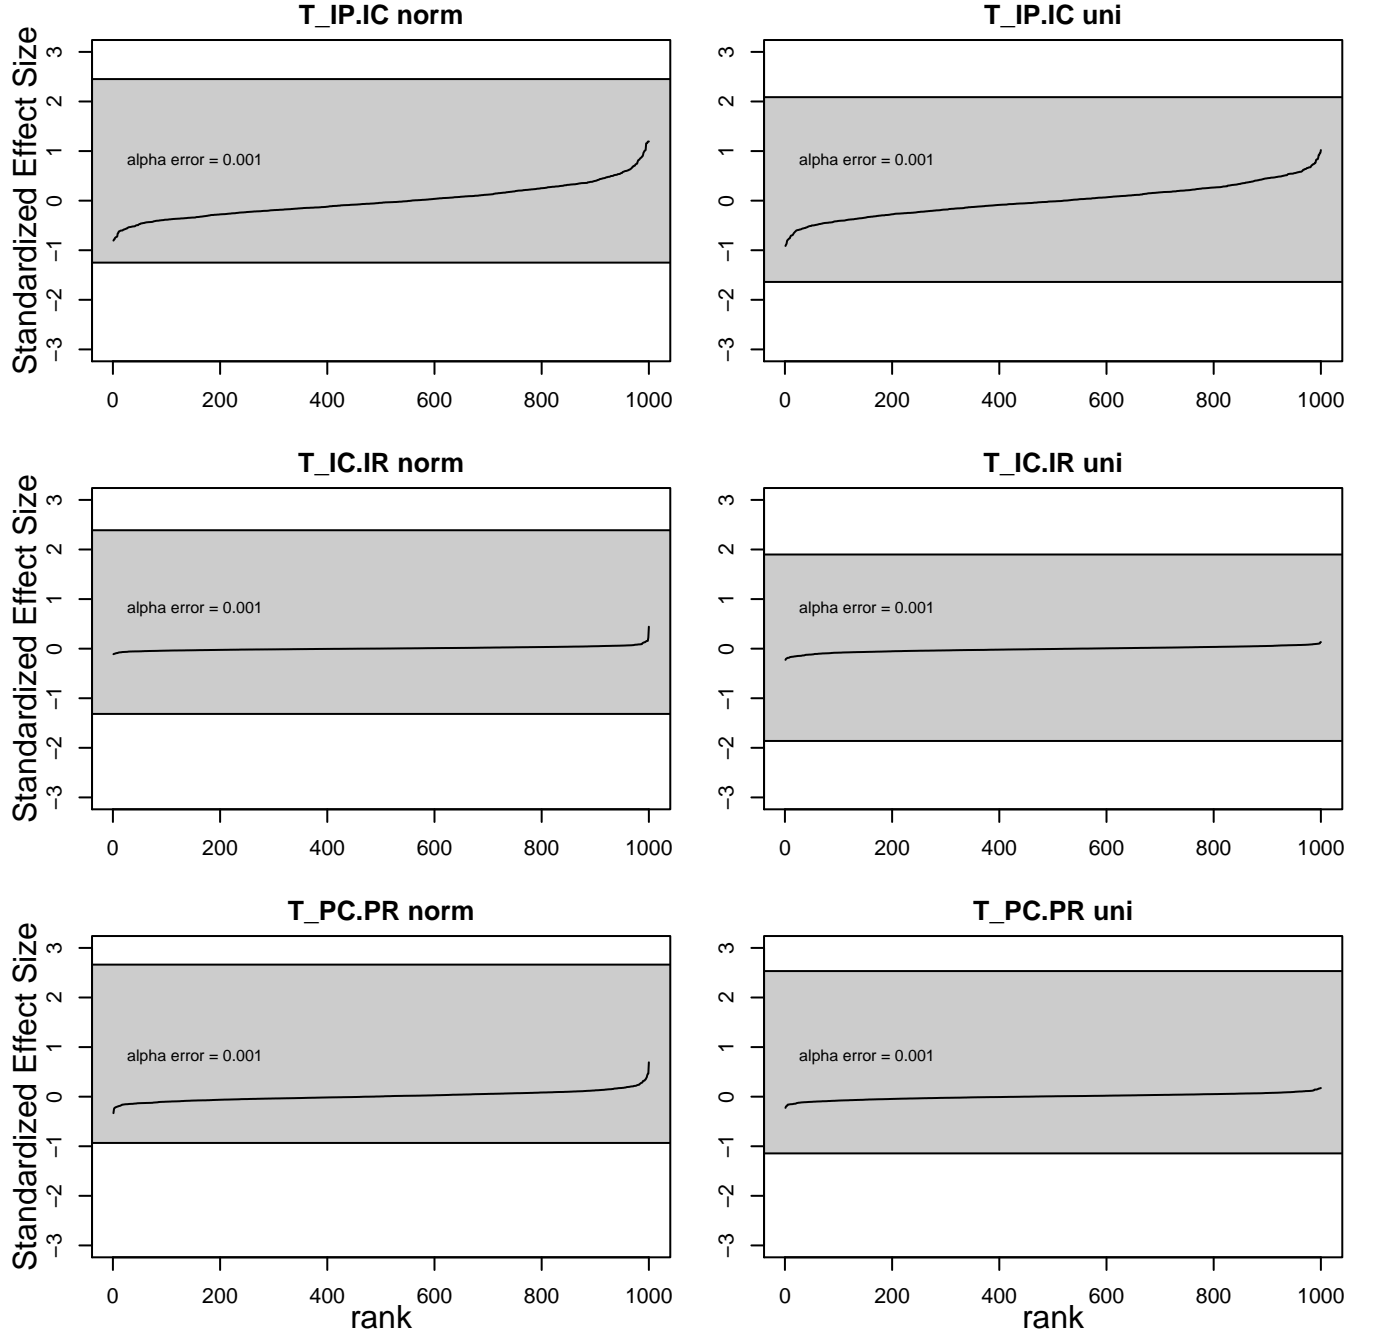 T_IP.IC norm
Standardized Effect Size
3
2
1
0
−1
−2
−3
alpha error = 0.001
0 200 400 600 800 1000
T_IP.IC uni
3
2
1
0
−1
−2
−3
alpha error = 0.001
0 200 400 600 800 1000
T_IC.IR norm
Standardized Effect Size
3
2
1
0
−1
−2
−3
alpha error = 0.001
0 200 400 600 800 1000
T_IC.IR uni
3
2
1
0
−1
−2
−3
alpha error = 0.001
0 200 400 600 800 1000
T_PC.PR norm
Standardized Effect Size
3
2
1
0
−1
−2
−3
alpha error = 0.001
0 200 400 600 800 1000
rank
T_PC.PR uni
3
2
1
0
−1
−2
−3
alpha error = 0.001
0 200 400 600 800 1000
rank